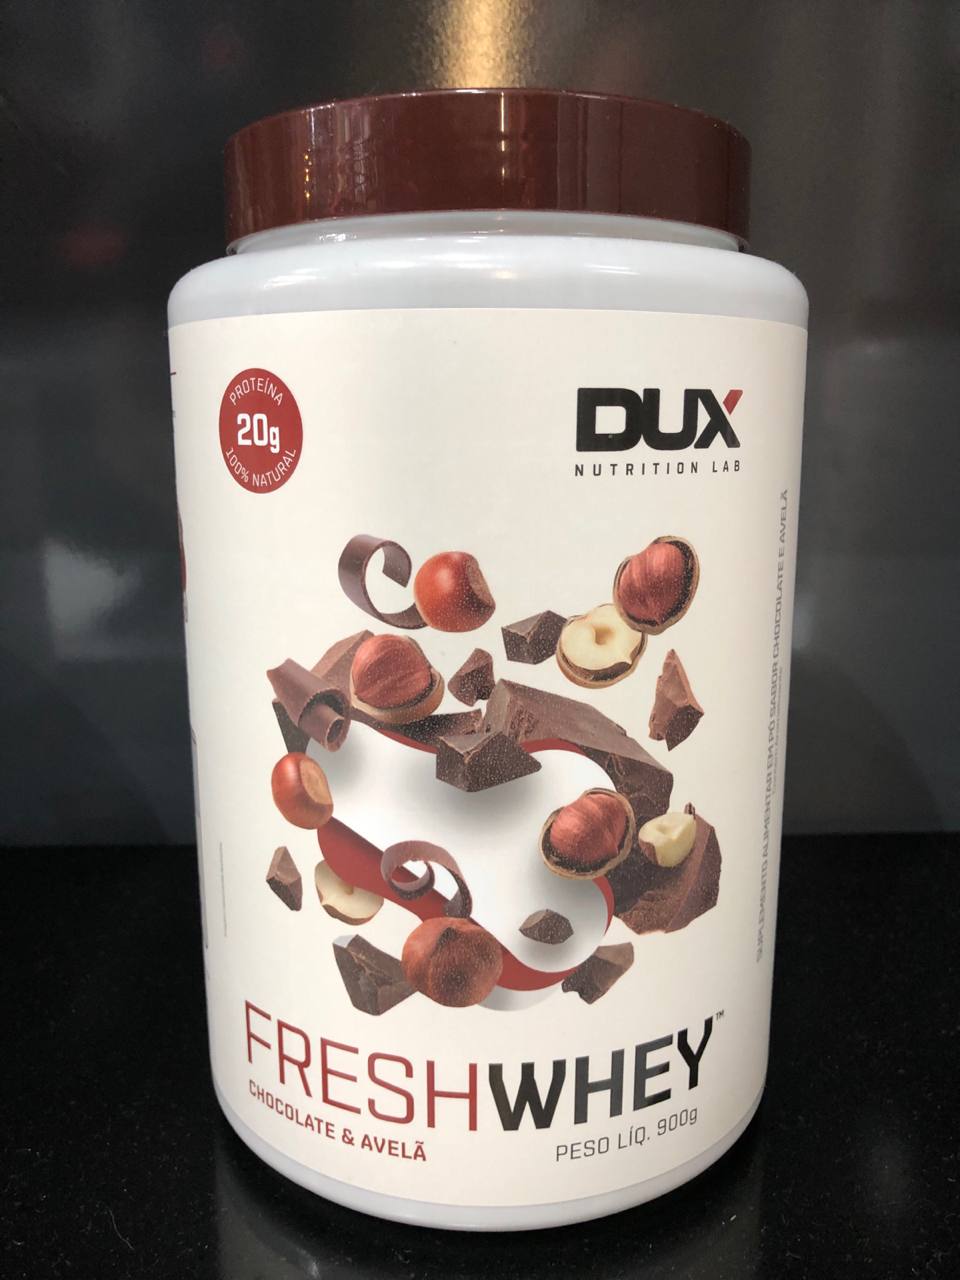 PROTEÍNA
20g
100% NATURAL
DUX
NUTRITION LAB
SUPLEMENTO ALIMENTAR EM PÓ SABOR CHOCOLATE E AVELÃ
FRESHWHEY™
CHOCOLATE & AVELÃ
PESO LÍQ. 900g